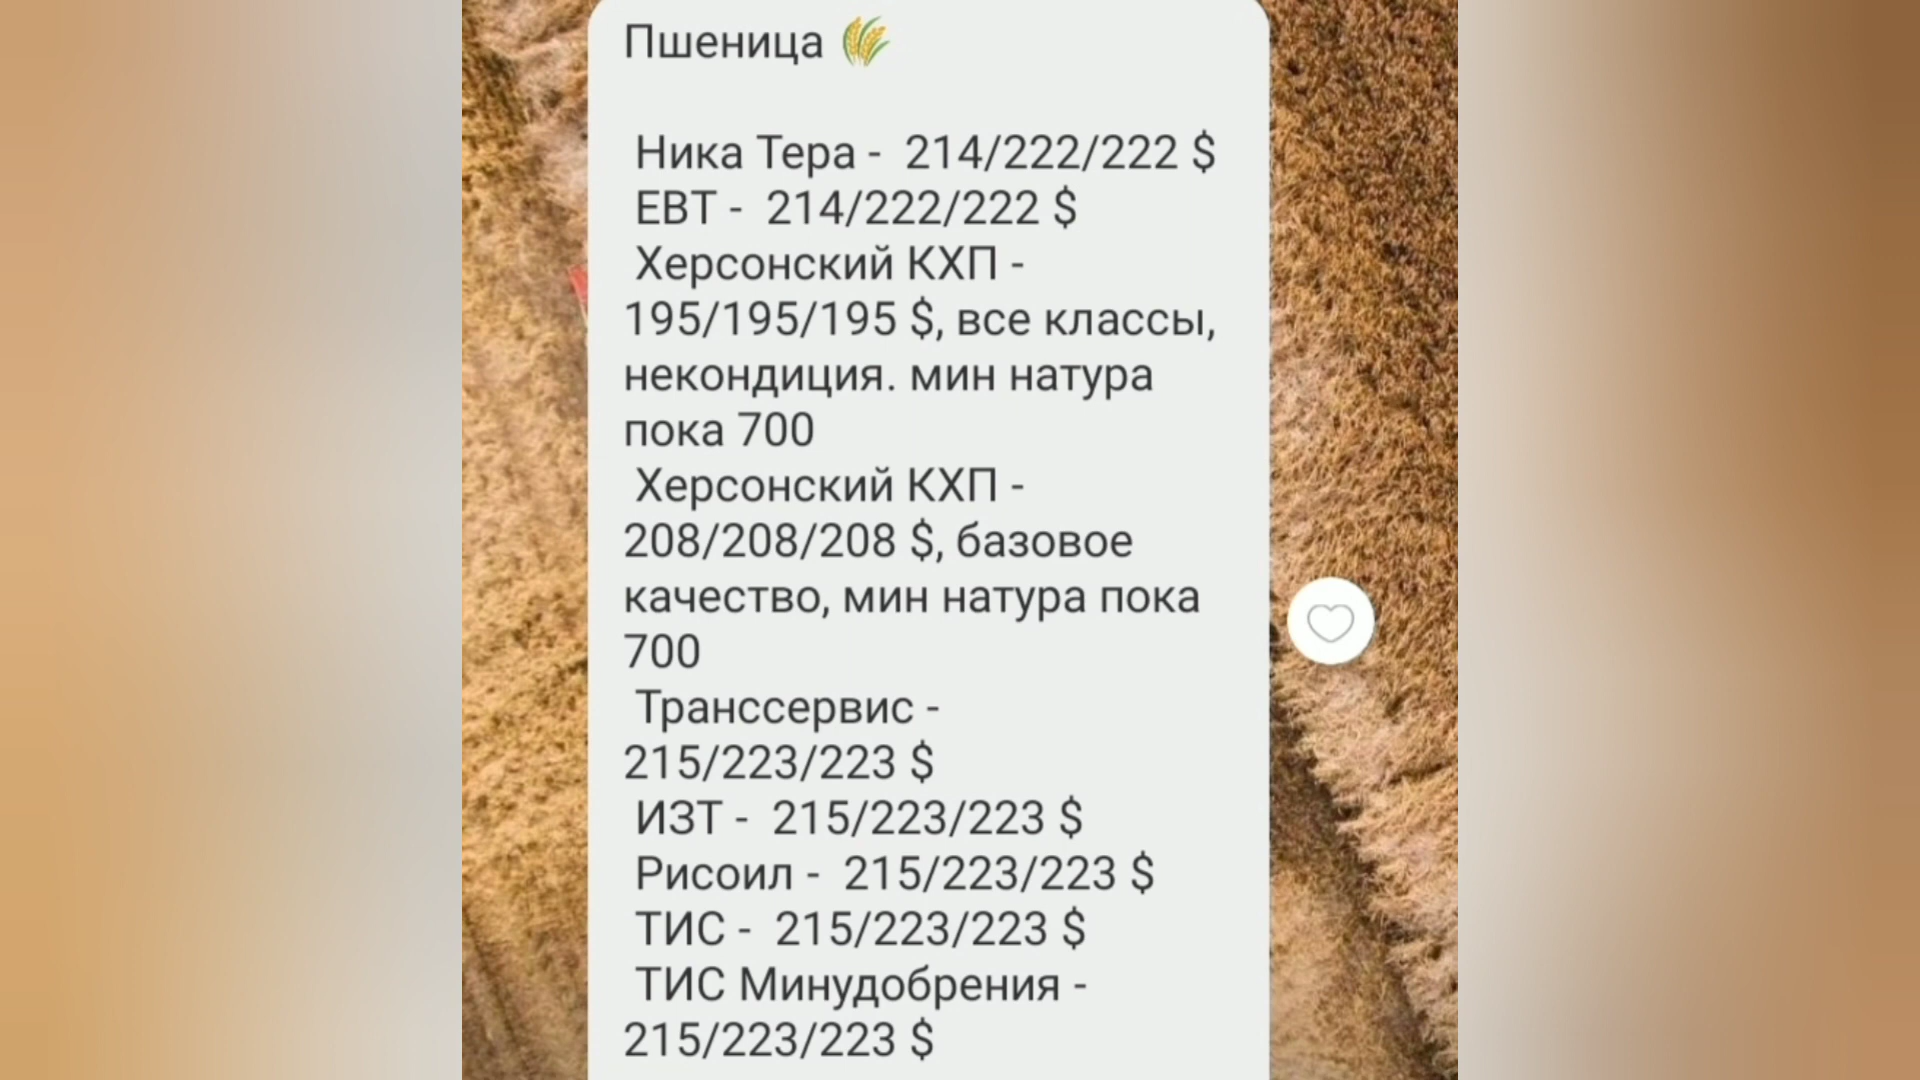 Пшеница 🌾
Ника Тера - 214/222/222 $
ЕВТ - 214/222/222 $
Херсонский КХП -
195/195/195 $, все классы,
некондиция. мин натура
пока 700
Херсонский КХП -
208/208/208 $, базовое
качество, мин натура пока
700
Транссервис -
215/223/223 $
ИЗТ - 215/223/223 $
Рисоил - 215/223/223 $
ТИС - 215/223/223 $
ТИС Минудобрения -
215/223/223 $